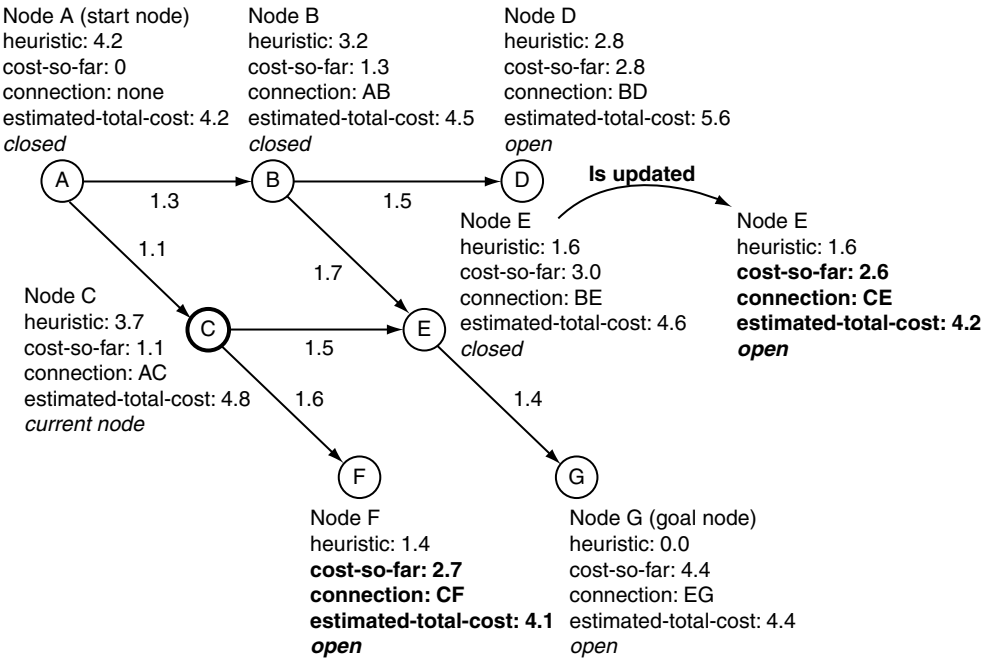 Node A (start node)
heuristic: 4.2
cost-so-far: 0
connection: none
estimated-total-cost: 4.2
closed
Node B
heuristic: 3.2
cost-so-far: 1.3
connection: AB
estimated-total-cost: 4.5
closed
Node D
heuristic: 2.8
cost-so-far: 2.8
connection: BD
estimated-total-cost: 5.6
open
A
1.3
B
1.5
D
Is updated
1.1
1.7
Node E
heuristic: 1.6
cost-so-far: 3.0
connection: BE
estimated-total-cost: 4.6
closed
Node E
heuristic: 1.6
cost-so-far: 2.6
connection: CE
estimated-total-cost: 4.2
open
Node C
heuristic: 3.7
cost-so-far: 1.1
connection: AC
estimated-total-cost: 4.8
current node
C
1.5
E
1.6
1.4
F
G
Node F
heuristic: 1.4
cost-so-far: 2.7
connection: CF
estimated-total-cost: 4.1
open
Node G (goal node)
heuristic: 0.0
cost-so-far: 4.4
connection: EG
estimated-total-cost: 4.4
open